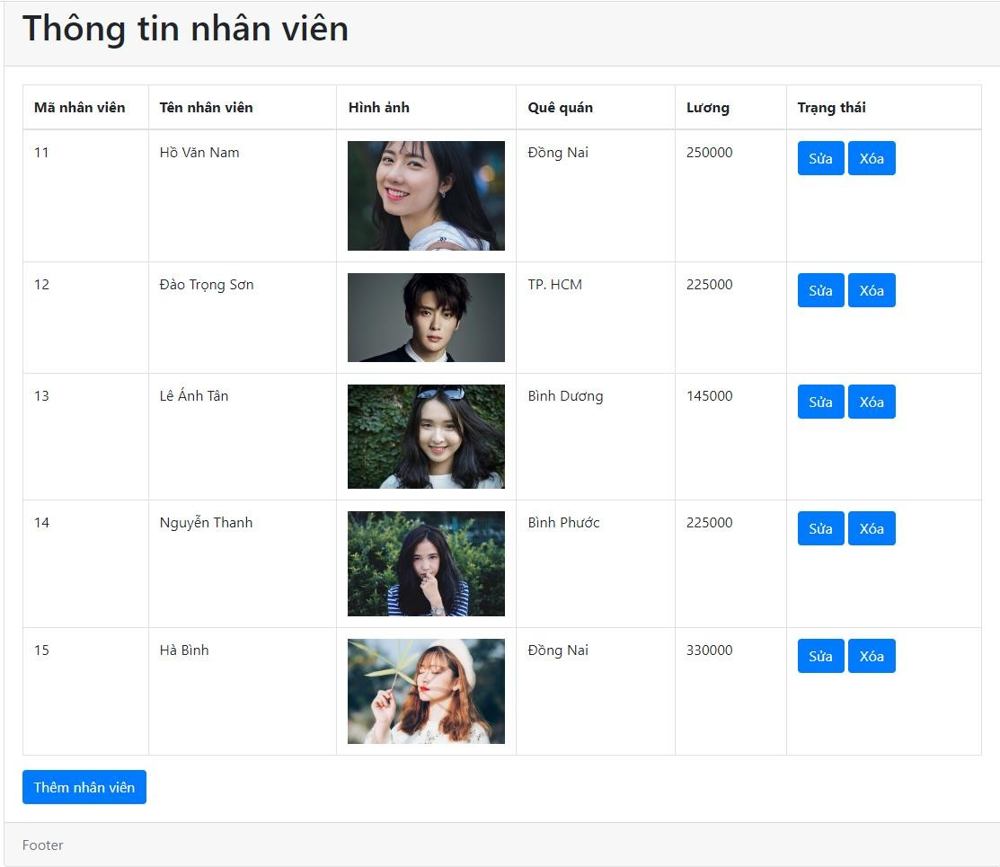 Thông tin nhân viên
Mã nhân viên Tên nhân viên Hình ảnh Quê quán Lương Trạng thái
11 Hồ Văn Nam Đồng Nai 250000 Sửa Xóa
12 Đào Trọng Sơn TP. HCM 225000 Sửa Xóa
13 Lê Ánh Tân Bình Dương 145000 Sửa Xóa
14 Nguyễn Thanh Bình Phước 225000 Sửa Xóa
15 Hà Bình Đồng Nai 330000 Sửa Xóa
Thêm nhân viên
Footer